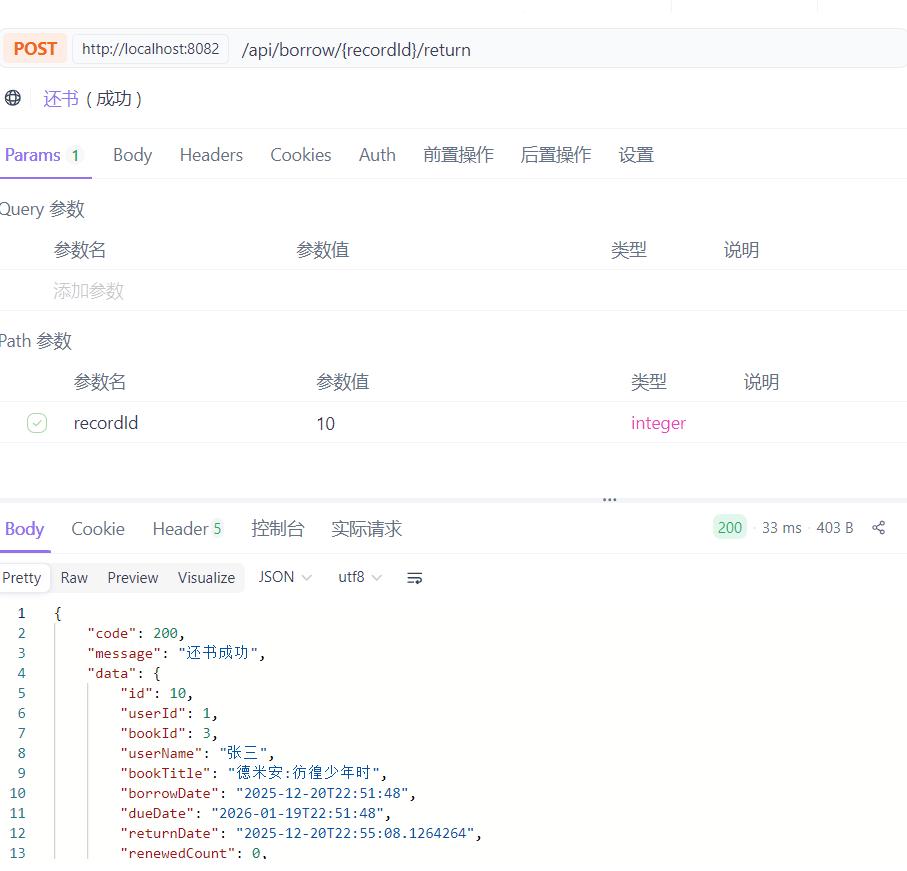 POST http://localhost:8082 /api/borrow/{recordId}/return
还书 ( 成功 )
Params 1 Body Headers Cookies Auth 前置操作 后置操作 设置
Query 参数
参数名 参数值 类型 说明
添加参数
Path 参数
参数名 参数值 类型 说明
recordId 10 integer
Body Cookie Header 5 控制台 实际请求 200 · 33 ms · 403 B
Pretty Raw Preview Visualize JSON utf8
1 {
2 "code": 200,
3 "message": "还书成功",
4 "data": {
5 "id": 10,
6 "userId": 1,
7 "bookId": 3,
8 "userName": "张三",
9 "bookTitle": "德米安:彷徨少年时",
10 "borrowDate": "2025-12-20T22:51:48",
11 "dueDate": "2026-01-19T22:51:48",
12 "returnDate": "2025-12-20T22:55:08.1264264",
13 "renewedCount": 0,